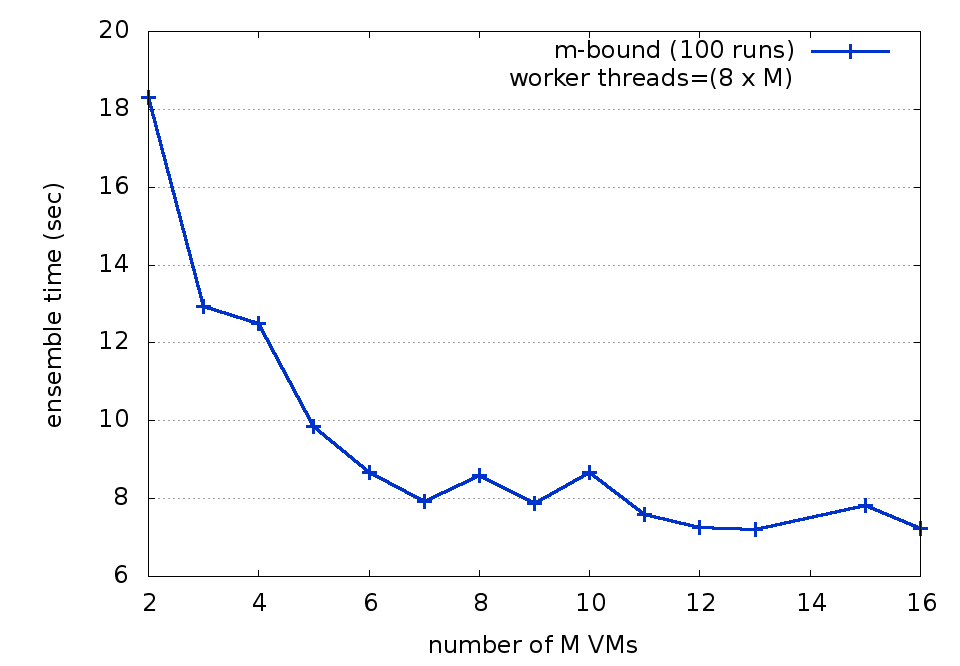 m-bound (100 runs)
worker threads=(8 x M)
20
18
16
14
12
10
8
6
ensemble time (sec)
2 4 6 8 10 12 14 16
number of M VMs